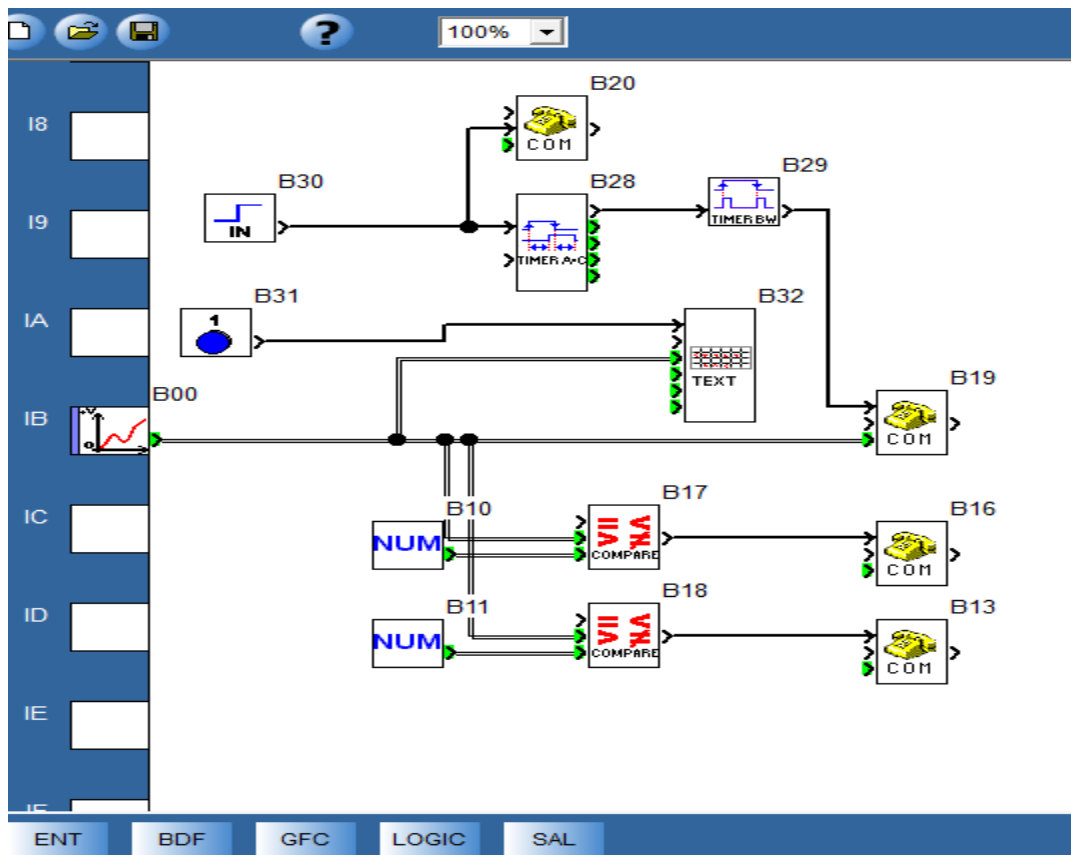 ?
100%
B20
I8
COM
B30
B28
B29
I9
IN
TIMER A•C
TIMER BW
B31
B32
IA
1
TEXT
B00
B19
IB
+V
0
COM
B17
IC
B10
B16
NUM
COMPARE
COM
B18
ID
B11
B13
NUM
COMPARE
COM
IE
ENT
BDF
GFC
LOGIC
SAL